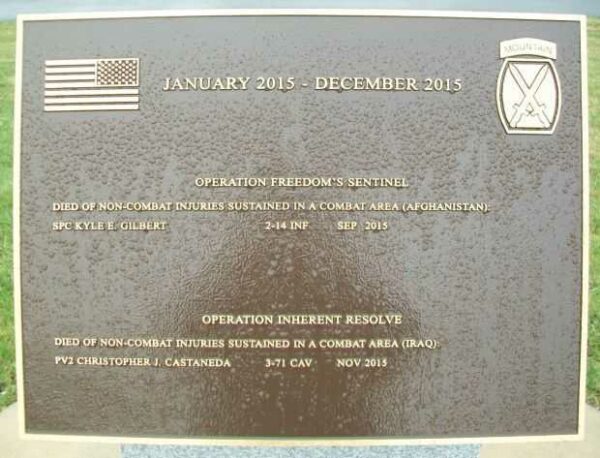 MOUNTAIN
JANUARY 2015 - DECEMBER 2015
OPERATION FREEDOM'S SENTINEL
DIED OF NON-COMBAT INJURIES SUSTAINED IN A COMBAT AREA (AFGHANISTAN):
SPC KYLE E. GILBERT 2-14 INF SEP 2015
OPERATION INHERENT RESOLVE
DIED OF NON-COMBAT INJURIES SUSTAINED IN A COMBAT AREA (IRAQ):
PV2 CHRISTOPHER J. CASTANEDA 3-71 CAV NOV 2015